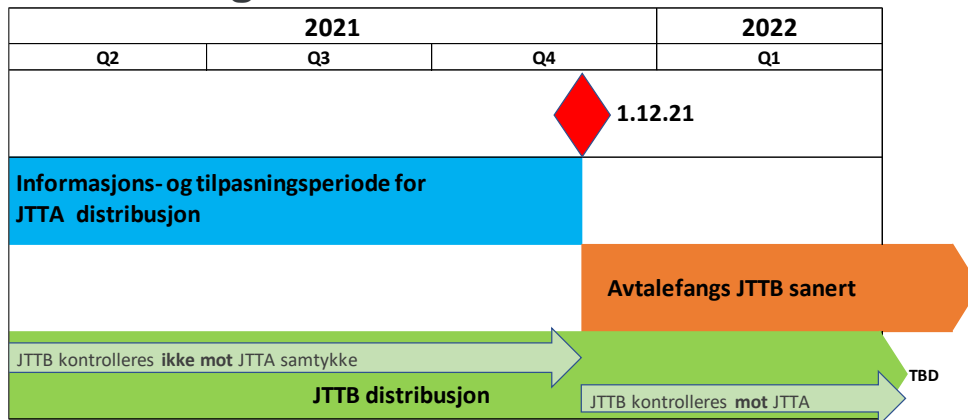 2021
2022
Q2
Q3
Q4
Q1
1.12.21
Informasjons- og tilpasningsperiode for
JTTA distribusjon
Avtalefangs JTTB sanert
JTTB kontrolleres ikke mot JTTA samtykke
TBD
JTTB distribusjon
JTTB kontrolleres mot JTTA